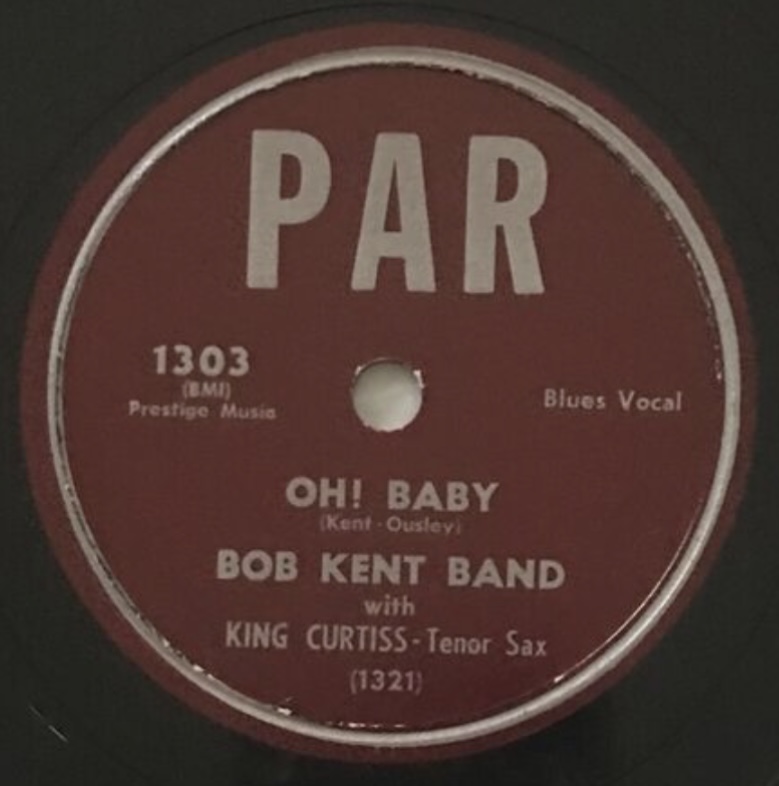 PAR
1303
(BMI)
Prestige Music
Blues Vocal
OH! BABY
(Kent - Ousley)
BOB KENT BAND
with
KING CURTISS - Tenor Sax
(1321)